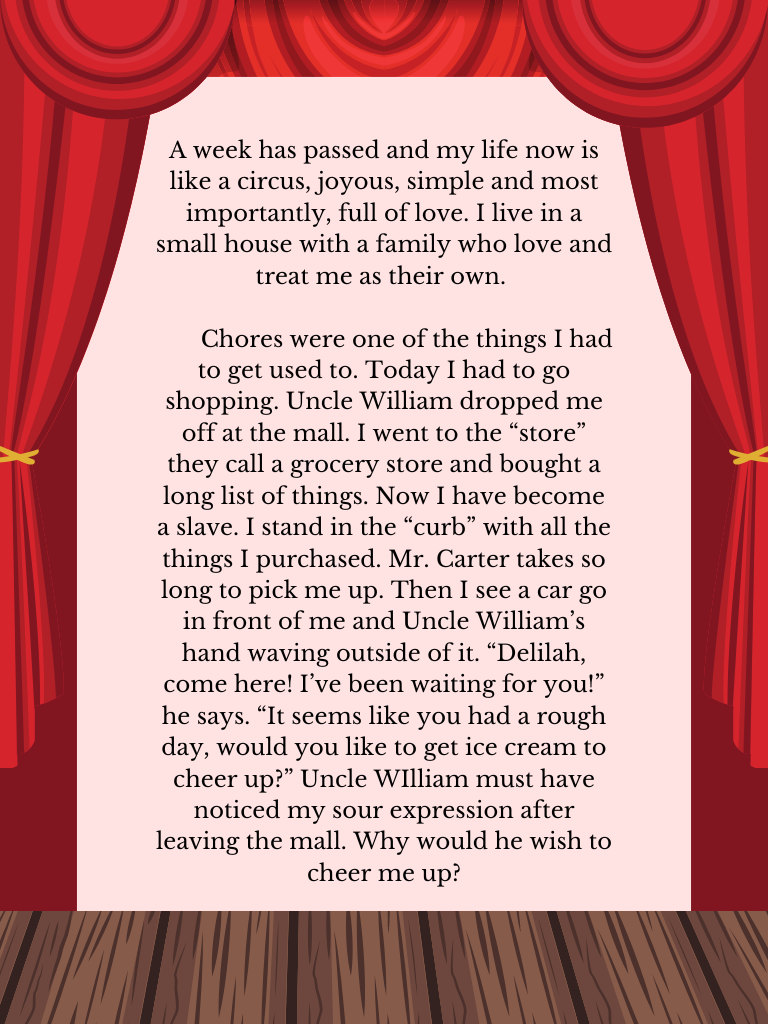 A week has passed and my life now is
like a circus, joyous, simple and most
importantly, full of love. I live in a
small house with a family who love and
treat me as their own.
Chores were one of the things I had
to get used to. Today I had to go
shopping. Uncle William dropped me
off at the mall. I went to the “store”
they call a grocery store and bought a
long list of things. Now I have become
a slave. I stand in the “curb” with all the
things I purchased. Mr. Carter takes so
long to pick me up. Then I see a car go
in front of me and Uncle William’s
hand waving outside of it. “Delilah,
come here! I’ve been waiting for you!”
he says. “It seems like you had a rough
day, would you like to get ice cream to
cheer up?” Uncle WIlliam must have
noticed my sour expression after
leaving the mall. Why would he wish to
cheer me up?